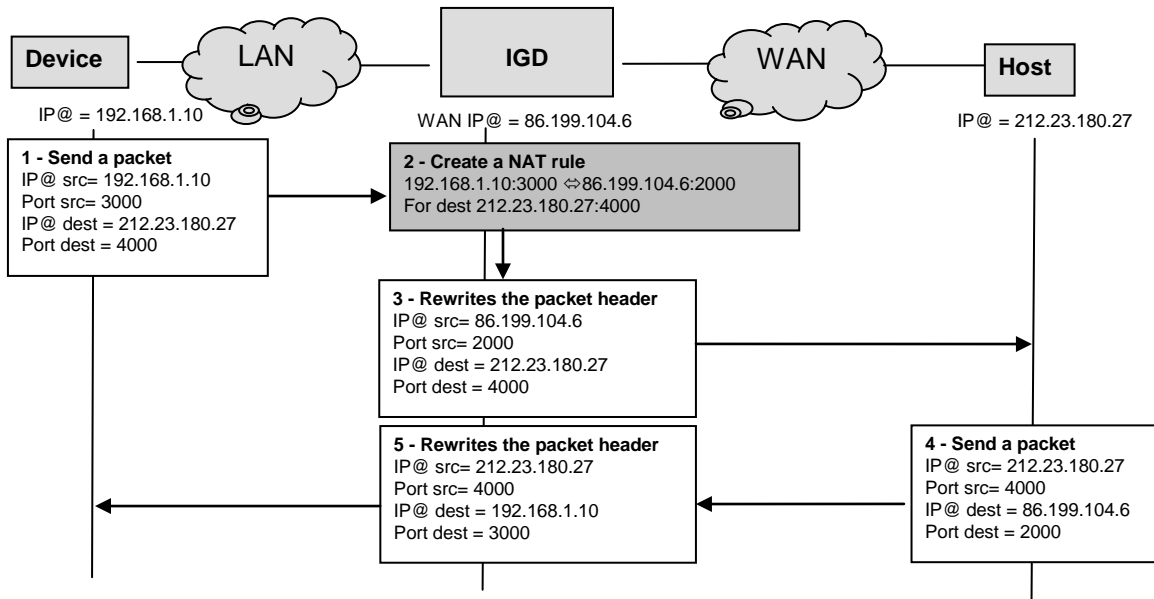 Device
LAN
IGD
WAN
Host
IP@ = 192.168.1.10
WAN IP@ = 86.199.104.6
IP@ = 212.23.180.27
1 - Send a packet
IP@ src= 192.168.1.10
Port src= 3000
IP@ dest = 212.23.180.27
Port dest = 4000
2 - Create a NAT rule
192.168.1.10:3000 ⇔86.199.104.6:2000
For dest 212.23.180.27:4000
3 - Rewrites the packet header
IP@ src= 86.199.104.6
Port src= 2000
IP@ dest = 212.23.180.27
Port dest = 4000
4 - Send a packet
IP@ src= 212.23.180.27
Port src= 4000
IP@ dest = 86.199.104.6
Port dest = 2000
5 - Rewrites the packet header
IP@ src= 212.23.180.27
Port src= 4000
IP@ dest = 192.168.1.10
Port dest = 3000